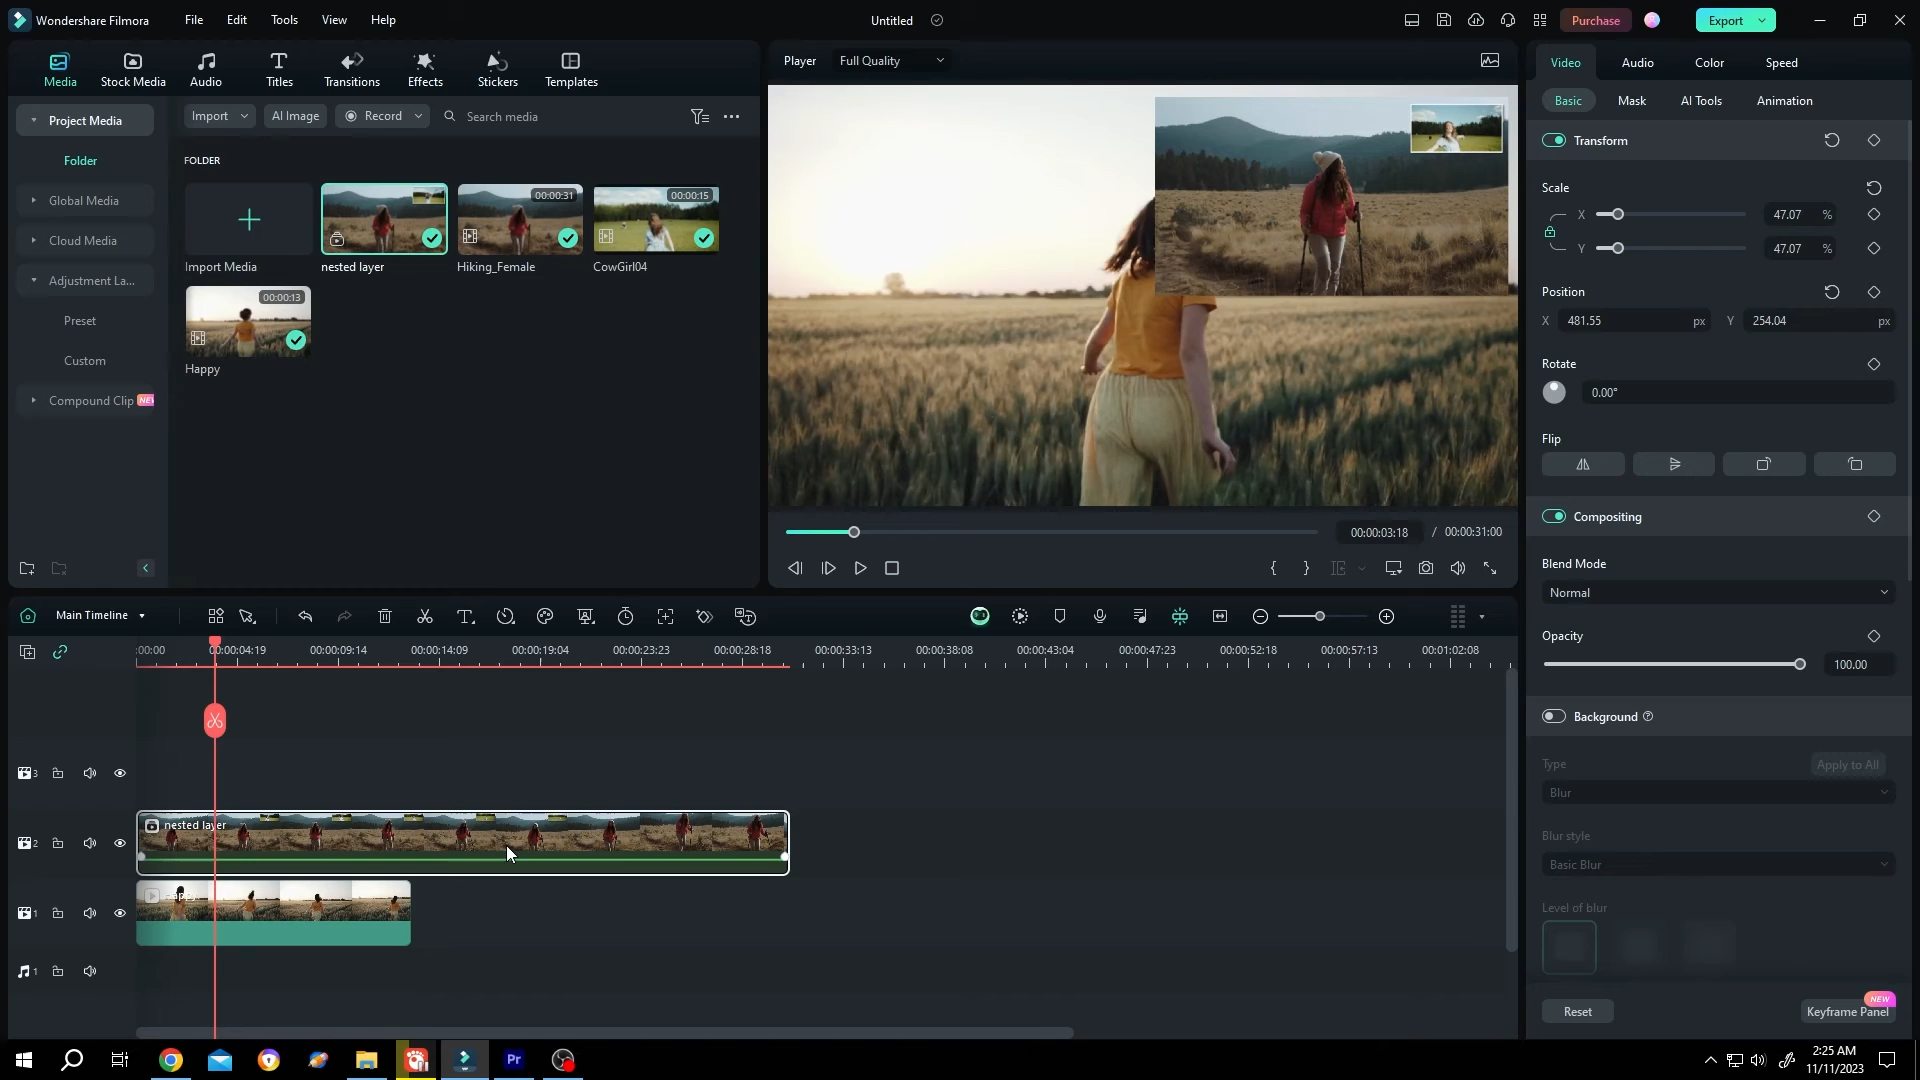 Wondershare Filmora
File Edit Tools View Help
Untitled
Purchase
Export
Media
Stock Media
Audio
Titles
Transitions
Effects
Stickers
Templates
Player
Full Quality
Video
Audio
Color
Speed
Basic
Mask
AI Tools
Animation
Import
AI Image
Record
Search media
Project Media
Folder
Global Media
Cloud Media
Adjustment La...
Preset
Custom
Compound Clip
FOLDER
Import Media
nested layer
00:00:31
Hiking_Female
00:00:15
CowGirl04
00:00:13
Happy
00:00:03:18 / 00:00:31:00
{ }
Transform
Scale
X 47.07 %
Y 47.07 %
Position
X 481.55 px Y 254.04 px
Rotate
0.00°
Flip
Compositing
Blend Mode
Normal
Opacity
100.00
Background
Type
Apply to All
Blur
Blur style
Basic Blur
Level of blur
Reset
NEW
Keyframe Panel
Main Timeline
:00:00 00:00:04:19 00:00:09:14 00:00:14:09 00:00:19:04 00:00:23:23 00:00:28:18 00:00:33:13 00:00:38:08 00:00:43:04 00:00:47:23 00:00:52:18 00:00:57:13 00:01:02:08
3
2
nested layer
1
1
Pr
2:25 AM
11/11/2023